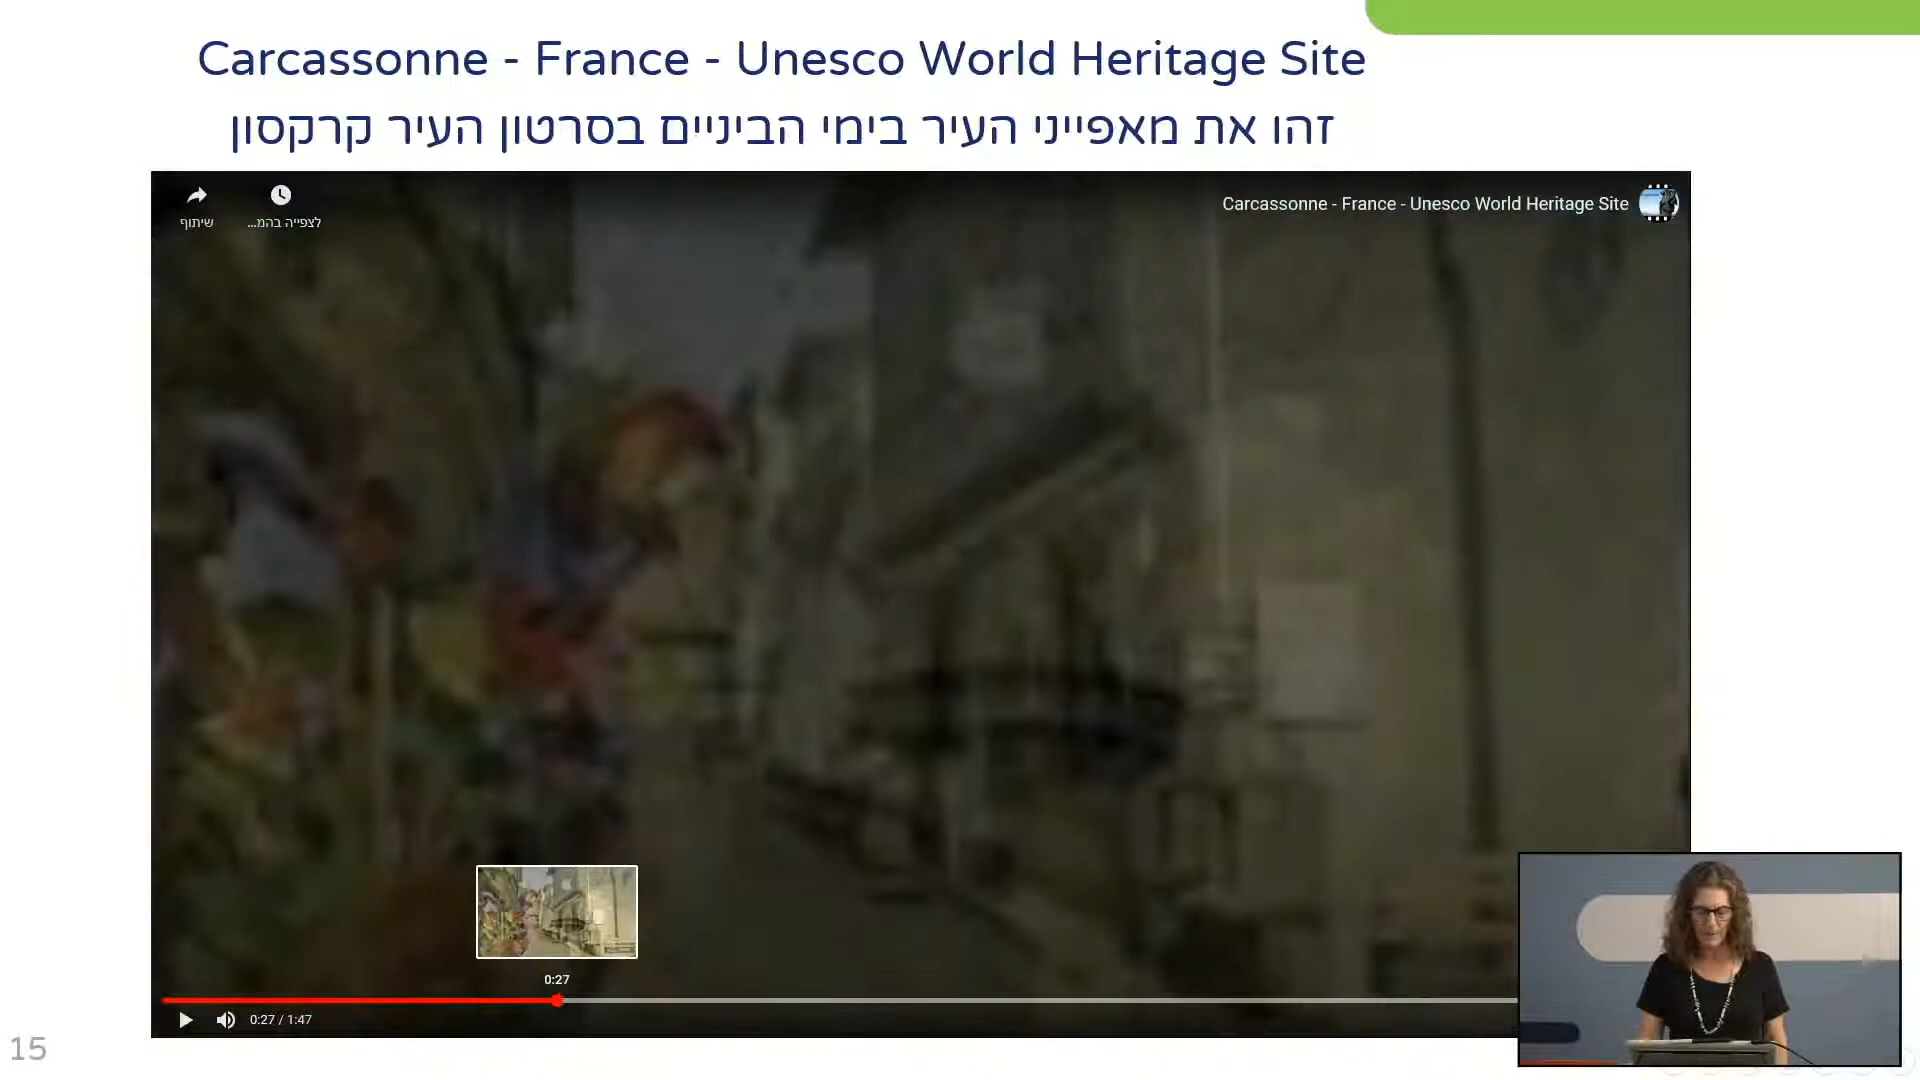 Carcassonne - France - Unesco World Heritage Site
זהו את מאפייני העיר בימי הביניים בסרטון העיר קרקסון
Carcassonne - France - Unesco World Heritage Site
שיתוף
לצפייה בהמ...
0:27
0:27 / 1:47
15